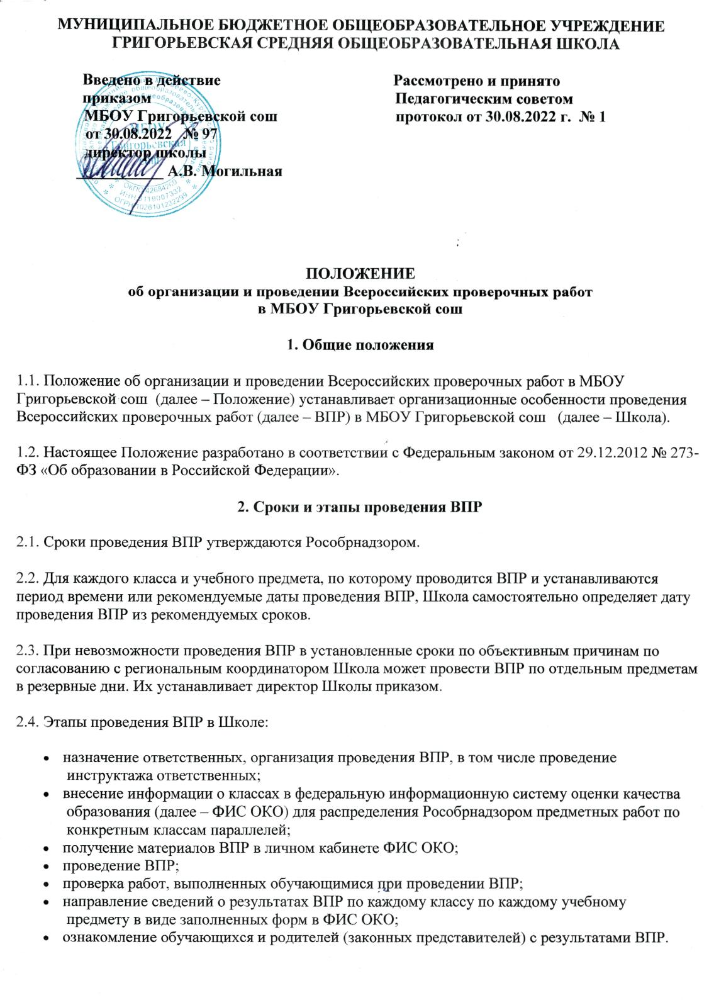 МУНИЦИПАЛЬНОЕ БЮДЖЕТНОЕ ОБЩЕОБРАЗОВАТЕЛЬНОЕ УЧРЕЖДЕНИЕ
ГРИГОРЬЕВСКАЯ СРЕДНЯЯ ОБЩЕОБРАЗОВАТЕЛЬНАЯ ШКОЛА
Введено в действие
приказом
МБОУ Григорьевской сош
от 30.08.2022 № 97
директор школы
____________ А.В. Могильная
Рассмотрено и принято
Педагогическим советом
протокол от 30.08.2022 г. № 1
МБОУ
Григорьевская
сош
ОКПО 42684260
ИНН 6119007332
ОГРН 1026101232299
ПОЛОЖЕНИЕ
об организации и проведении Всероссийских проверочных работ
в МБОУ Григорьевской сош
1. Общие положения
1.1. Положение об организации и проведении Всероссийских проверочных работ в МБОУ
Григорьевской сош (далее – Положение) устанавливает организационные особенности проведения
Всероссийских проверочных работ (далее – ВПР) в МБОУ Григорьевской сош (далее – Школа).
1.2. Настоящее Положение разработано в соответствии с Федеральным законом от 29.12.2012 № 273-
ФЗ «Об образовании в Российской Федерации».
2. Сроки и этапы проведения ВПР
2.1. Сроки проведения ВПР утверждаются Рособрнадзором.
2.2. Для каждого класса и учебного предмета, по которому проводится ВПР и устанавливаются
период времени или рекомендуемые даты проведения ВПР, Школа самостоятельно определяет дату
проведения ВПР из рекомендуемых сроков.
2.3. При невозможности проведения ВПР в установленные сроки по объективным причинам по
согласованию с региональным координатором Школа может провести ВПР по отдельным предметам
в резервные дни. Их устанавливает директор Школы приказом.
2.4. Этапы проведения ВПР в Школе:
• назначение ответственных, организация проведения ВПР, в том числе проведение
инструктажа ответственных;
• внесение информации о классах в федеральную информационную систему оценки качества
образования (далее – ФИС ОКО) для распределения Рособрнадзором предметных работ по
конкретным классам параллелей;
• получение материалов ВПР в личном кабинете ФИС ОКО;
• проведение ВПР;
• проверка работ, выполненных обучающимися при проведении ВПР;
• направление сведений о результатах ВПР по каждому классу по каждому учебному
предмету в виде заполненных форм в ФИС ОКО;
• ознакомление обучающихся и родителей (законных представителей) с результатами ВПР.